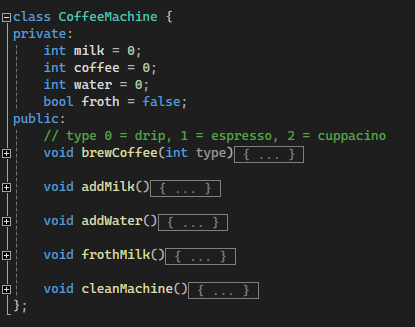 class CoffeeMachine {
private:
int milk = 0;
int coffee = 0;
int water = 0;
bool froth = false;
public:
// type 0 = drip, 1 = espresso, 2 = cuppacino
void brewCoffee(int type){ ... }
void addMilk(){ ... }
void addWater(){ ... }
void frothMilk(){ ... }
void cleanMachine(){ ... }
};